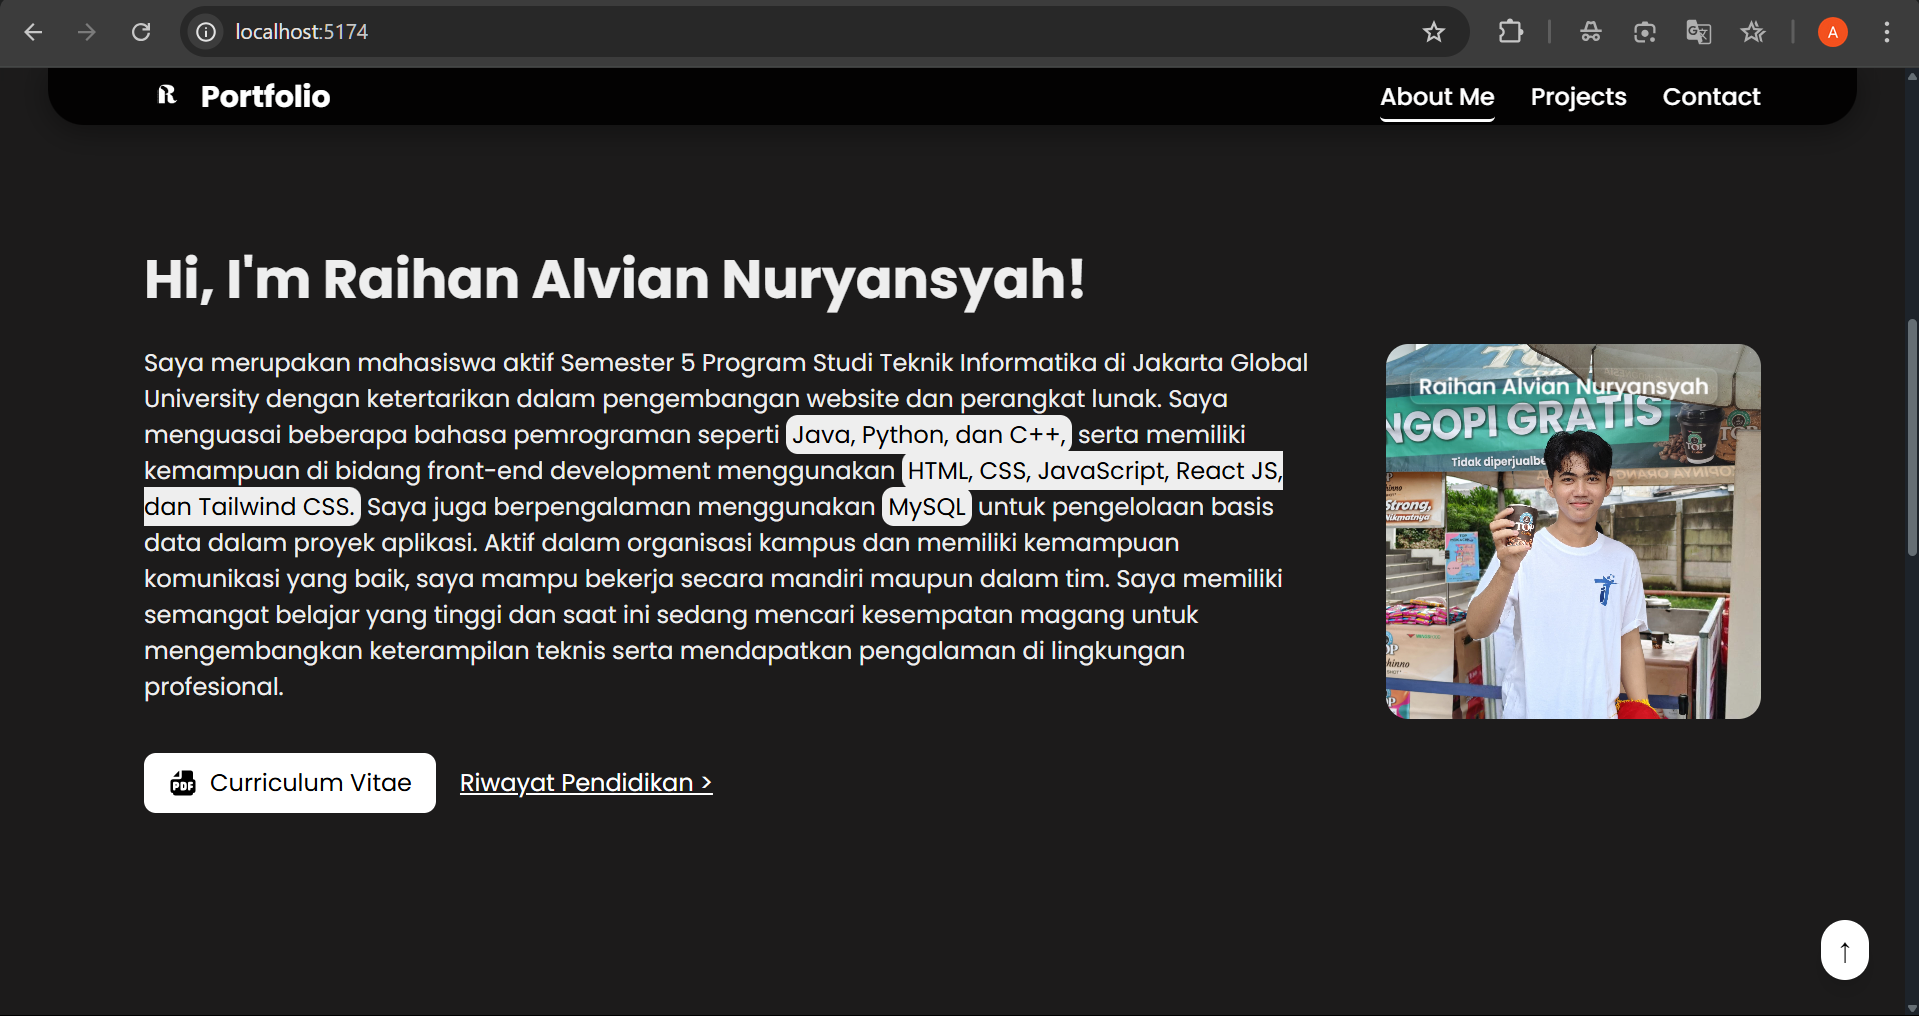 localhost:5174
A
R Portfolio
About Me Projects Contact
Hi, I'm Raihan Alvian Nuryansyah!
Saya merupakan mahasiswa aktif Semester 5 Program Studi Teknik Informatika di Jakarta Global
University dengan ketertarikan dalam pengembangan website dan perangkat lunak. Saya
menguasai beberapa bahasa pemrograman seperti Java, Python, dan C++, serta memiliki
kemampuan di bidang front-end development menggunakan HTML, CSS, JavaScript, React JS,
dan Tailwind CSS. Saya juga berpengalaman menggunakan MySQL untuk pengelolaan basis
data dalam proyek aplikasi. Aktif dalam organisasi kampus dan memiliki kemampuan
komunikasi yang baik, saya mampu bekerja secara mandiri maupun dalam tim. Saya memiliki
semangat belajar yang tinggi dan saat ini sedang mencari kesempatan magang untuk
mengembangkan keterampilan teknis serta mendapatkan pengalaman di lingkungan
profesional.
PDF Curriculum Vitae
Riwayat Pendidikan >
Raihan Alvian Nuryansyah
NGOPI GRATIS
TOP
Tidak diperjualbe
Strong,
Nikmatnya
TOP
↑